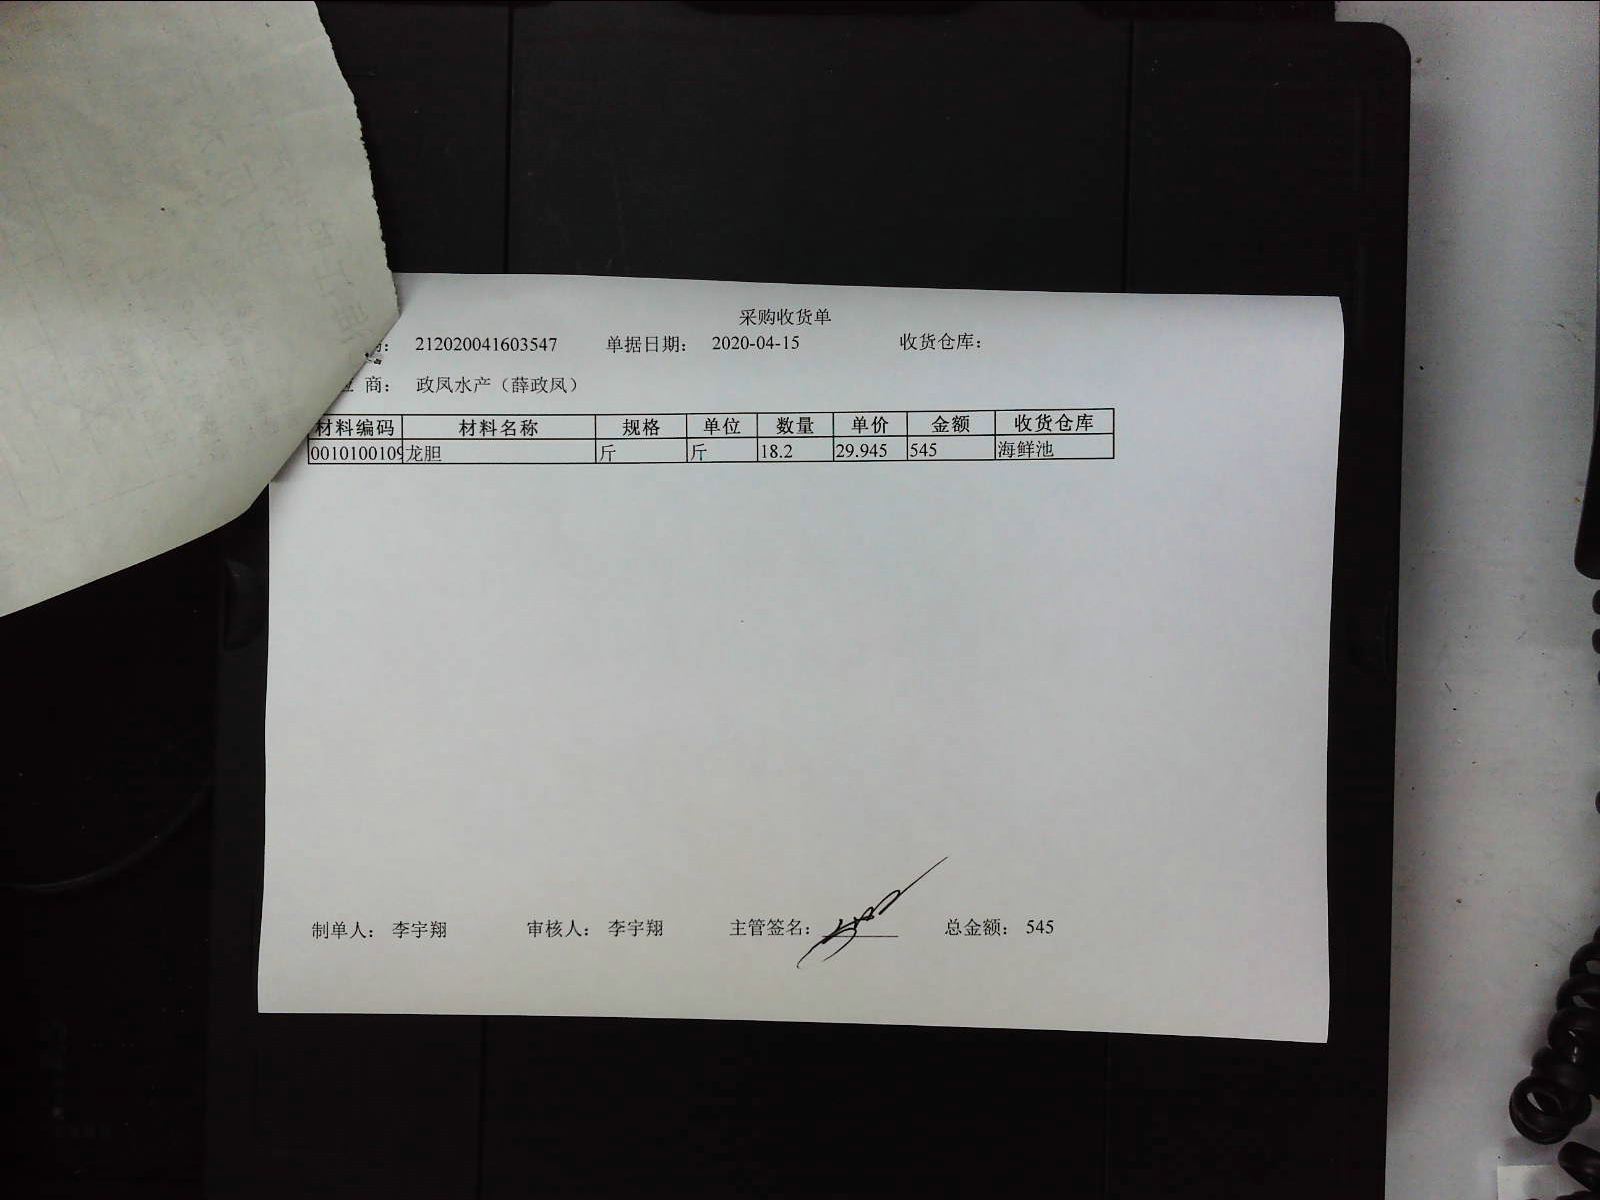 采购收货单
212020041603547 单据日期: 2020-04-15 收货仓库:
商: 政凤水产（薛政凤）
材料编码 材料名称 规格 单位 数量 单价 金额 收货仓库
0010100109 龙胆 斤 斤 18.2 29.945 545 海鲜池
制单人: 李宇翔 审核人: 李宇翔 主管签名: 总金额: 545